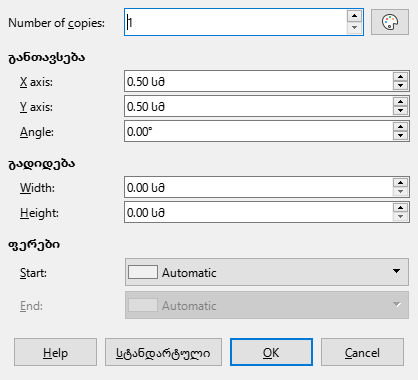 Number of copies: 1
განთავსება
X axis: 0.50 სმ
Y axis: 0.50 სმ
Angle: 0.00°
გადიდება
Width: 0.00 სმ
Height: 0.00 სმ
ფერები
Start: Automatic
End: Automatic
Help სტანდარტული OK Cancel